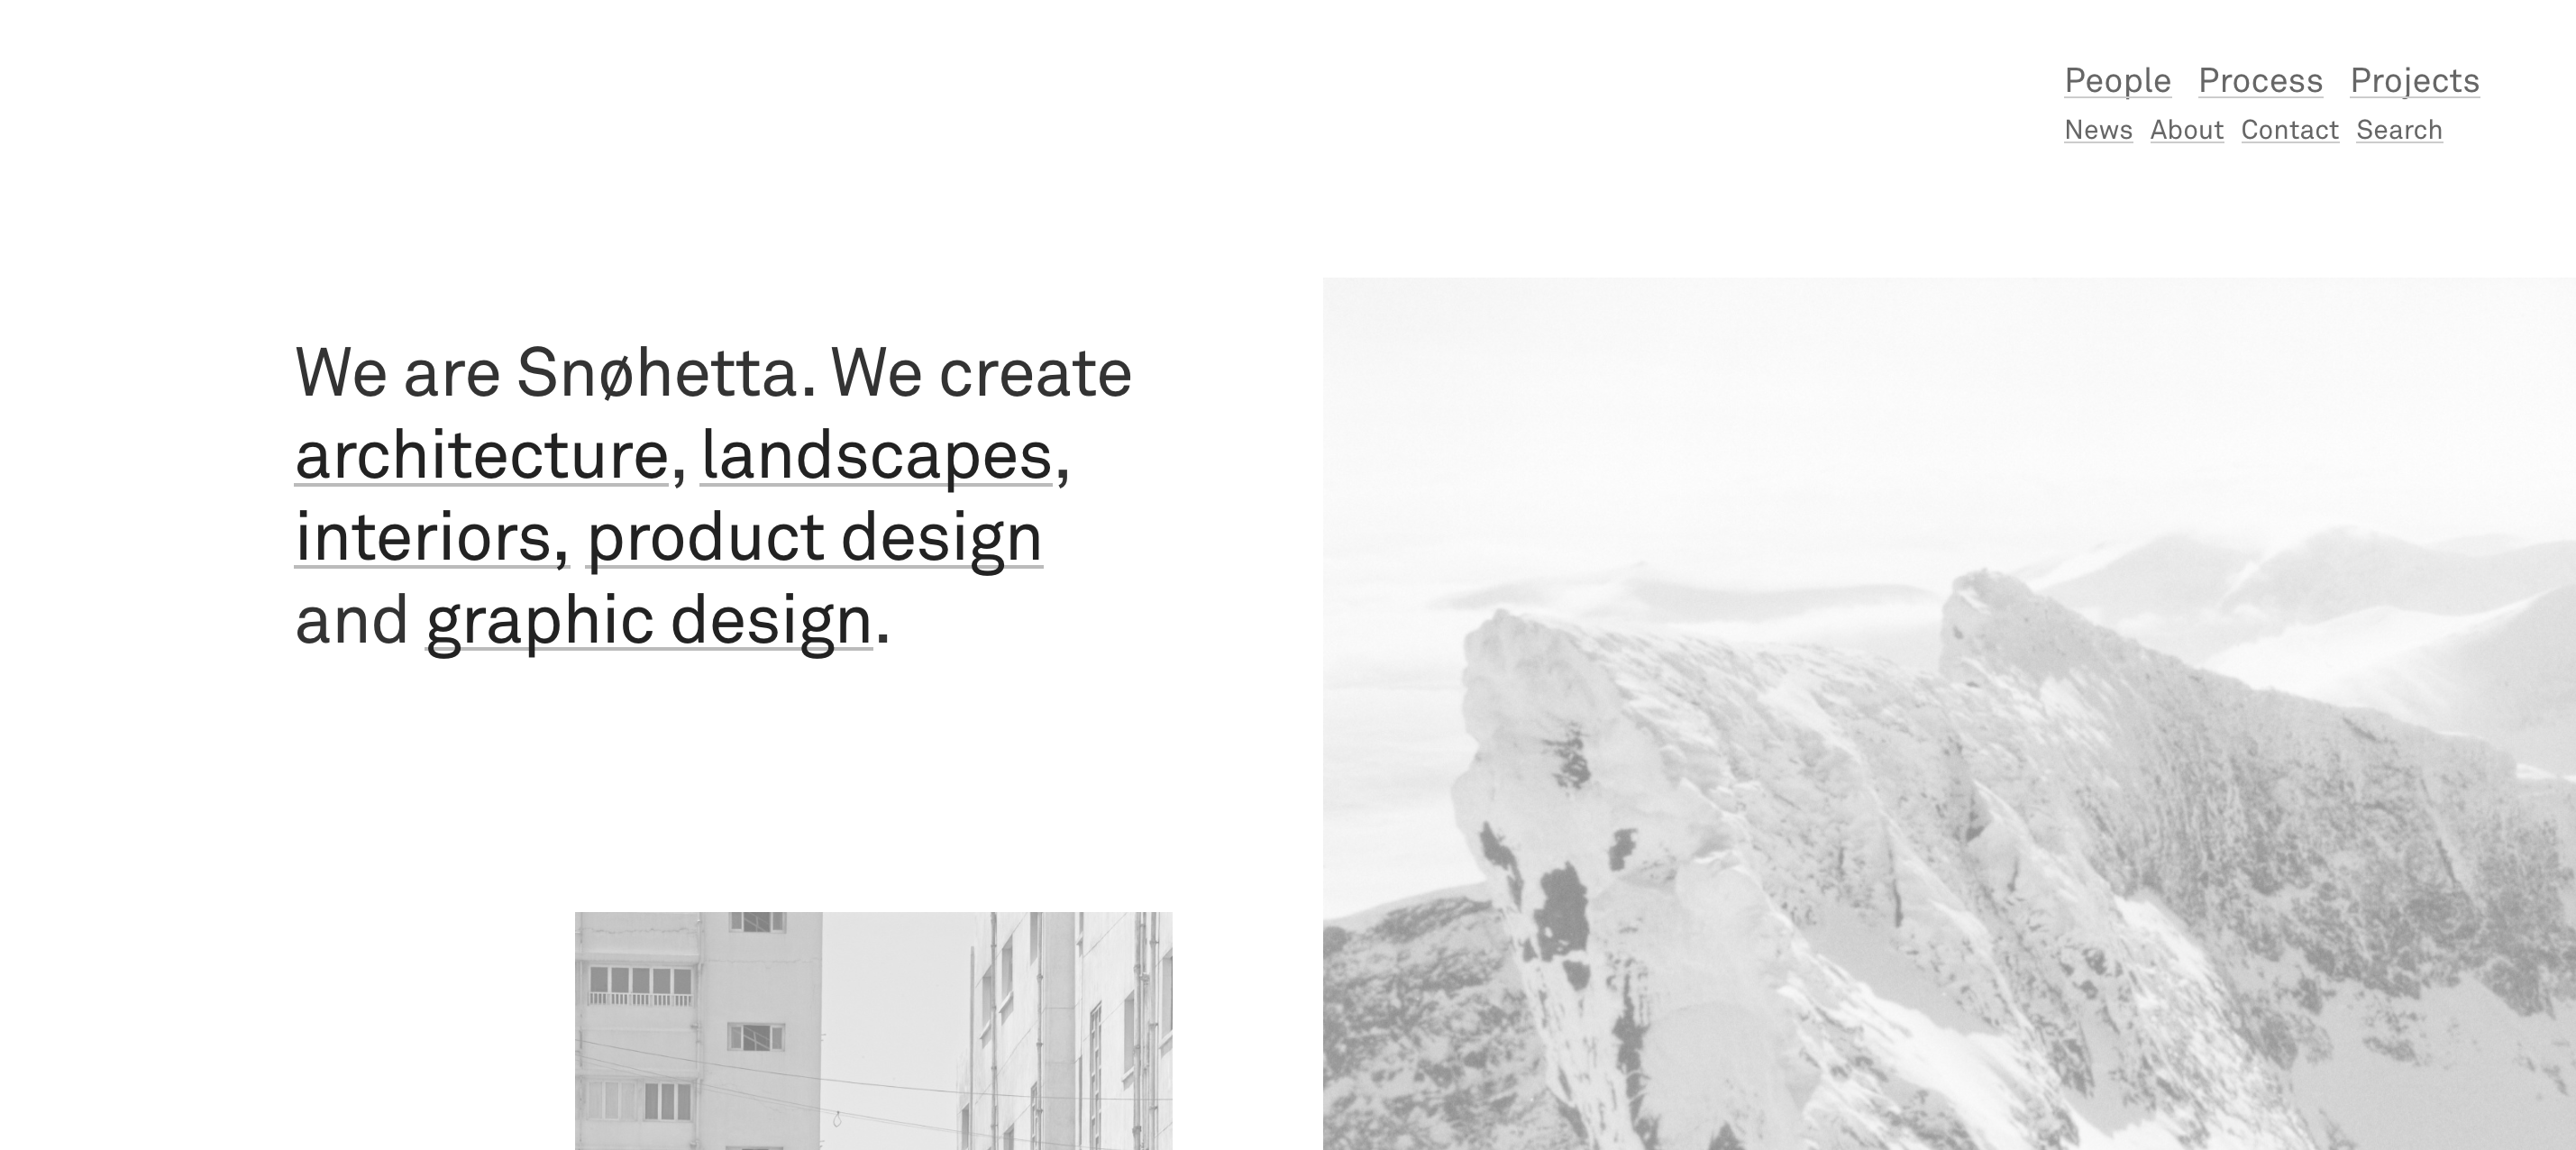 People Process Projects
News About Contact Search
We are Snøhetta. We create
architecture, landscapes,
interiors, product design
and graphic design.